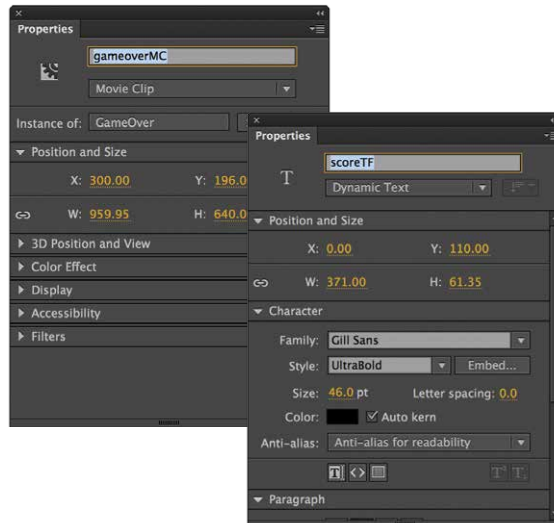 Properties
gameoverMC
Movie Clip
Instance of: GameOver
Position and Size
X: 300.00 Y: 196.0
W: 959.95 H: 640.0
3D Position and View
Color Effect
Display
Accessibility
Filters
Properties
T scoreTF
Dynamic Text
Position and Size
X: 0.00 Y: 110.00
W: 371.00 H: 61.35
Character
Family: Gill Sans
Style: UltraBold Embed...
Size: 46.0 pt Letter spacing: 0.0
Color: Auto kern
Anti-alias: Anti-alias for readability
Paragraph